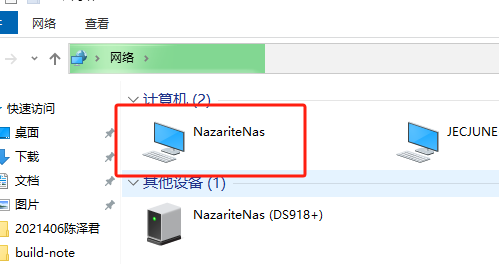 件
网络
查看
网络
快速访问
桌面
下载
文档
图片
2021406陈泽君
build-note
计算机 (2)
NazariteNas
JECJUNE
其他设备 (1)
NazariteNas (DS918+)